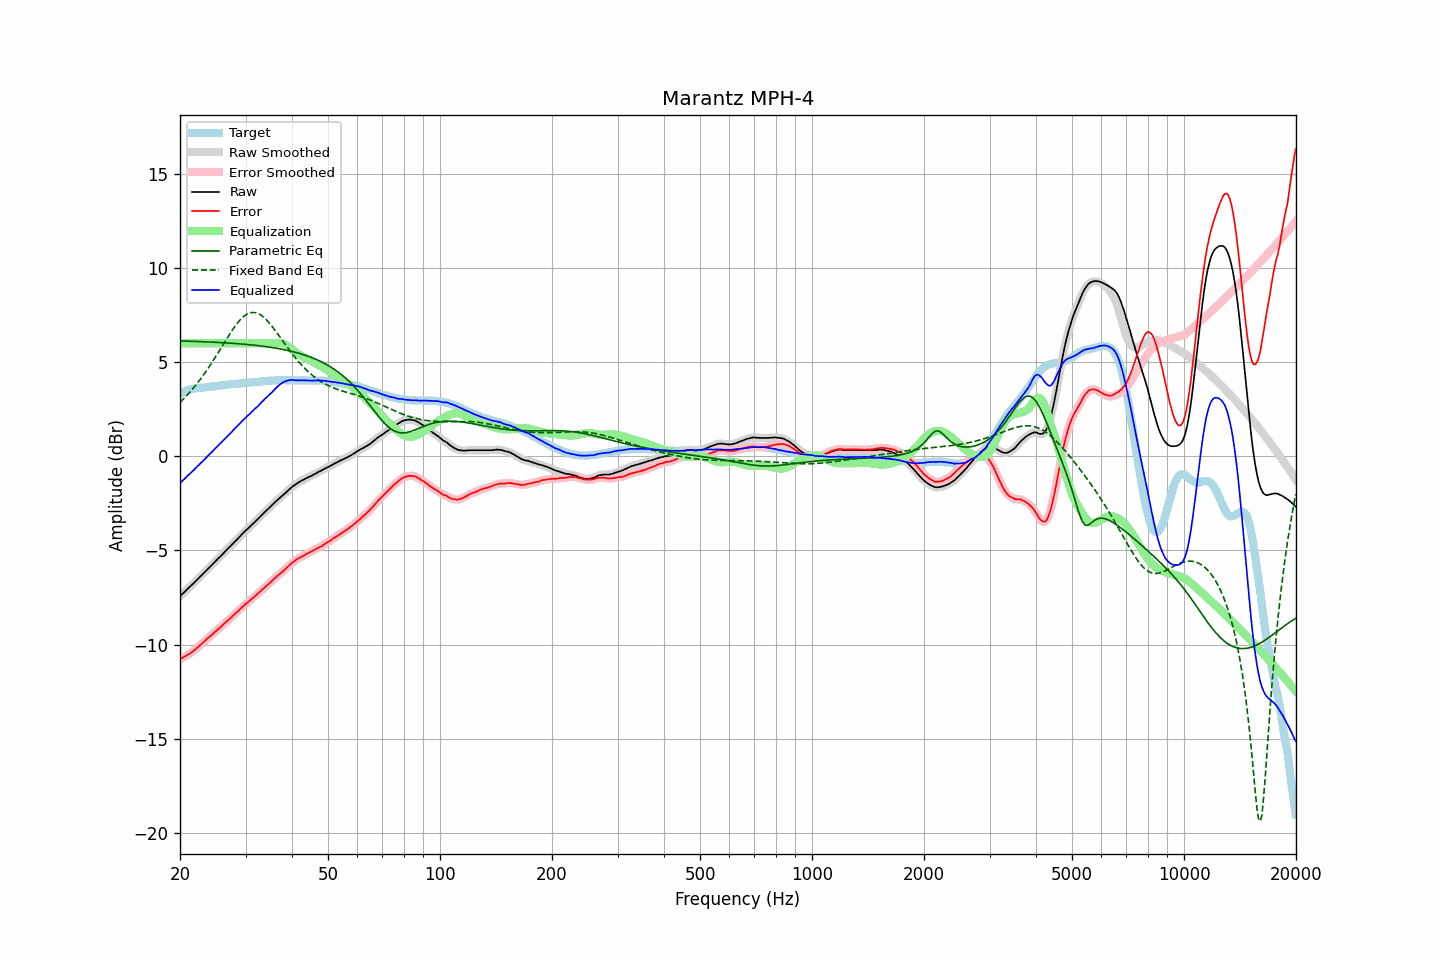 Marantz MPH-4
Target
Raw Smoothed
Error Smoothed
Raw
Error
Equalization
Parametric Eq
Fixed Band Eq
Equalized
15
10
5
0
−5
−10
−15
−20
Amplitude (dBr)
20
50
100
200
500
1000
2000
5000
10000
20000
Frequency (Hz)